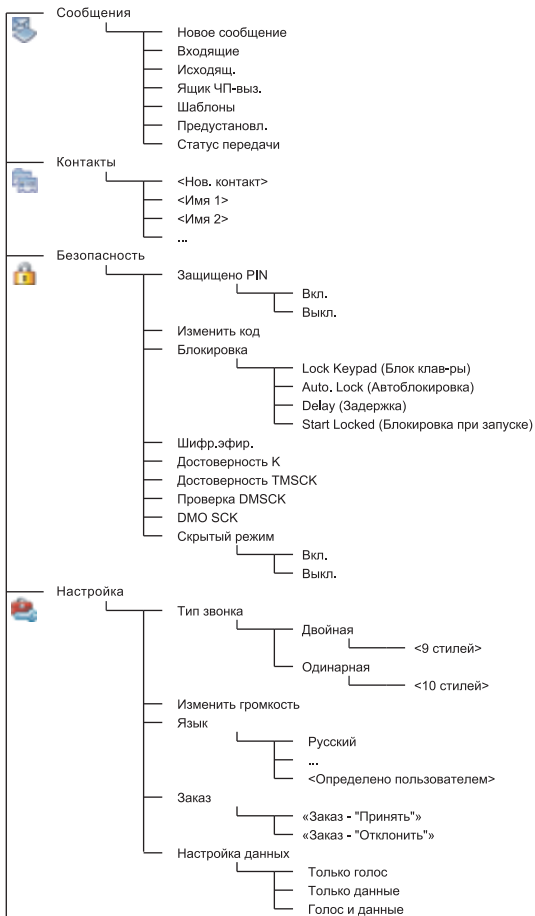 Сообщения
Новое сообщение
Входящие
Исходящ.
Ящик ЧП-выз.
Шаблоны
Предустановл.
Статус передачи
Контакты
<Нов. контакт>
<Имя 1>
<Имя 2>
...
Безопасность
Защищено PIN
Вкл.
Выкл.
Изменить код
Блокировка
Lock Keypad (Блок клав-ры)
Auto. Lock (Автоблокировка)
Delay (Задержка)
Start Locked (Блокировка при запуске)
Шифр.эфир.
Достоверность K
Достоверность TMSCK
Проверка DMSCK
DMO SCK
Скрытый режим
Вкл.
Выкл.
Настройка
Тип звонка
Двойная
<9 стилей>
Одинарная
<10 стилей>
Изменить громкость
Язык
Русский
...
<Определено пользователем>
Заказ
«Заказ - "Принять"»
«Заказ - "Отклонить"»
Настройка данных
Только голос
Только данные
Голос и данные